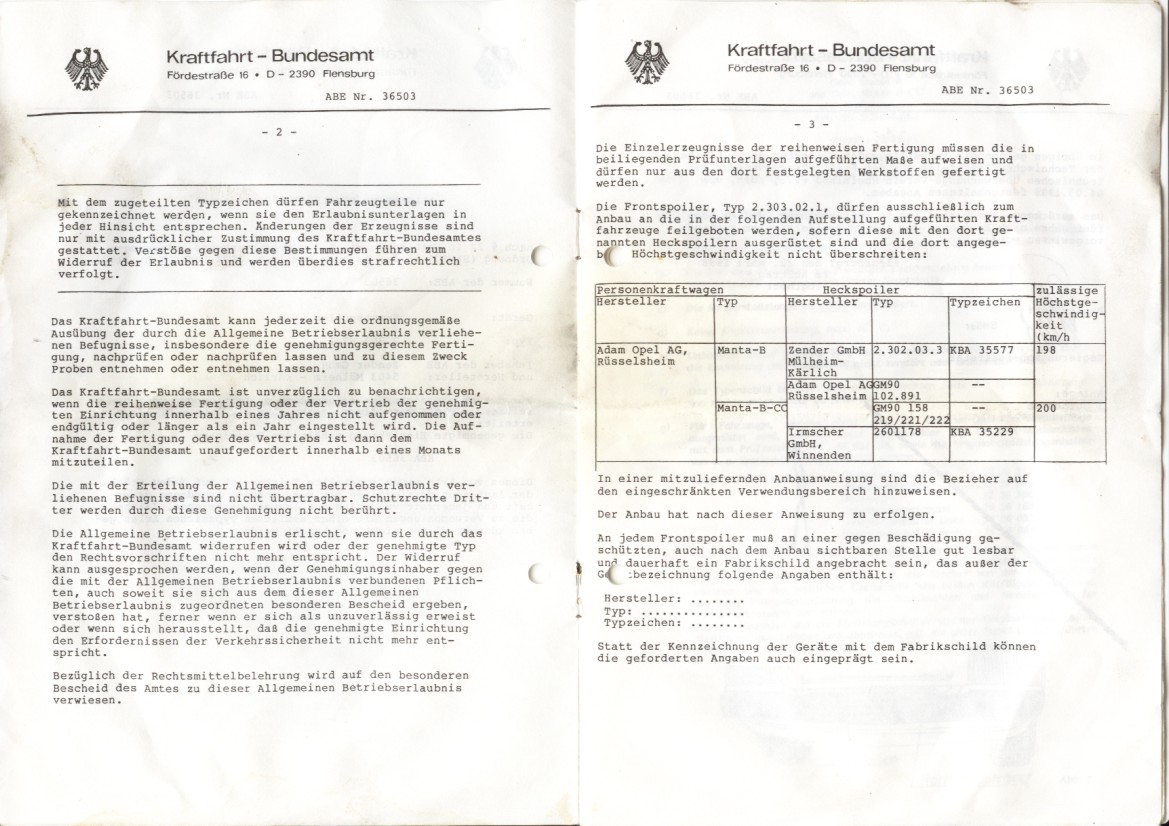 Kraftfahrt – Bundesamt
Fördestraße 16 • D – 2390 Flensburg
ABE Nr. 36503
- 2 -
Mit dem zugeteilten Typzeichen dürfen Fahrzeugteile nur
gekennzeichnet werden, wenn sie den Erlaubnisunterlagen in
jeder Hinsicht entsprechen. Änderungen der Erzeugnisse sind
nur mit ausdrücklicher Zustimmung des Kraftfahrt-Bundesamtes
gestattet. Verstöße gegen diese Bestimmungen führen zum
Widerruf der Erlaubnis und werden überdies strafrechtlich
verfolgt.
Das Kraftfahrt-Bundesamt kann jederzeit die ordnungsgemäße
Ausübung der durch die Allgemeine Betriebserlaubnis verliehe-
nen Befugnisse, insbesondere die genehmigungsgerechte Ferti-
gung, nachprüfen oder nachprüfen lassen und zu diesem Zweck
Proben entnehmen oder entnehmen lassen.
Das Kraftfahrt-Bundesamt ist unverzüglich zu benachrichtigen,
wenn die reihenweise Fertigung oder der Vertrieb der genehmig-
ten Einrichtung innerhalb eines Jahres nicht aufgenommen oder
endgültig oder länger als ein Jahr eingestellt wird. Die Auf-
nahme der Fertigung oder des Vertriebs ist dann dem
Kraftfahrt-Bundesamt unaufgefordert innerhalb eines Monats
mitzuteilen.
Die mit der Erteilung der Allgemeinen Betriebserlaubnis ver-
liehenen Befugnisse sind nicht übertragbar. Schutzrechte Drit-
ter werden durch diese Genehmigung nicht berührt.
Die Allgemeine Betriebserlaubnis erlischt, wenn sie durch das
Kraftfahrt-Bundesamt widerrufen wird oder der genehmigte Typ
den Rechtsvorschriften nicht mehr entspricht. Der Widerruf
kann ausgesprochen werden, wenn der Genehmigungsinhaber gegen
die mit der Allgemeinen Betriebserlaubnis verbundenen Pflich-
ten, auch soweit sie sich aus dem dieser Allgemeinen
Betriebserlaubnis zugeordneten besonderen Bescheid ergeben,
verstoßen hat, ferner wenn er sich als unzuverlässig erweist
oder wenn sich herausstellt, daß die genehmigte Einrichtung
den Erfordernissen der Verkehrssicherheit nicht mehr ent-
spricht.
Bezüglich der Rechtsmittelbelehrung wird auf den besonderen
Bescheid des Amtes zu dieser Allgemeinen Betriebserlaubnis
verwiesen.
Kraftfahrt – Bundesamt
Fördestraße 16 • D – 2390 Flensburg
ABE Nr. 36503
- 3 -
Die Einzelerzeugnisse der reihenweisen Fertigung müssen die in
beiliegenden Prüfunterlagen aufgeführten Maße aufweisen und
dürfen nur aus den dort festgelegten Werkstoffen gefertigt
werden.
Die Frontspoiler, Typ 2.303.02.1, dürfen ausschließlich zum
Anbau an die in der folgenden Aufstellung aufgeführten Kraft-
fahrzeuge feilgeboten werden, sofern diese mit den dort ge-
nannten Heckspoilern ausgerüstet sind und die dort angege-
Höchstgeschwindigkeit nicht überschreiten:
Personenkraftwagen Heckspoiler zulässige
Hersteller Typ Hersteller Typ Typzeichen Höchstge-
schwindig-
keit
(km/h
Adam Opel AG, Manta-B Zender GmbH 2.302.03.3 KBA 35577 198
Rüsselsheim Mülheim-
Kärlich
Adam Opel AG GM90 --
Rüsselsheim 102.891
Manta-B-CC GM90 158 -- 200
219/221/222
Irmscher 2601178 KBA 35229
GmbH,
Winnenden
In einer mitzuliefernden Anbauanweisung sind die Bezieher auf
den eingeschränkten Verwendungsbereich hinzuweisen.
Der Anbau hat nach dieser Anweisung zu erfolgen.
An jedem Frontspoiler muß an einer gegen Beschädigung ge-
schützten, auch nach dem Anbau sichtbaren Stelle gut lesbar
und dauerhaft ein Fabrikschild angebracht sein, das außer der
bezeichnung folgende Angaben enthält:
Hersteller: ........
Typ: ...............
Typzeichen: ........
Statt der Kennzeichnung der Geräte mit dem Fabrikschild können
die geforderten Angaben auch eingeprägt sein.